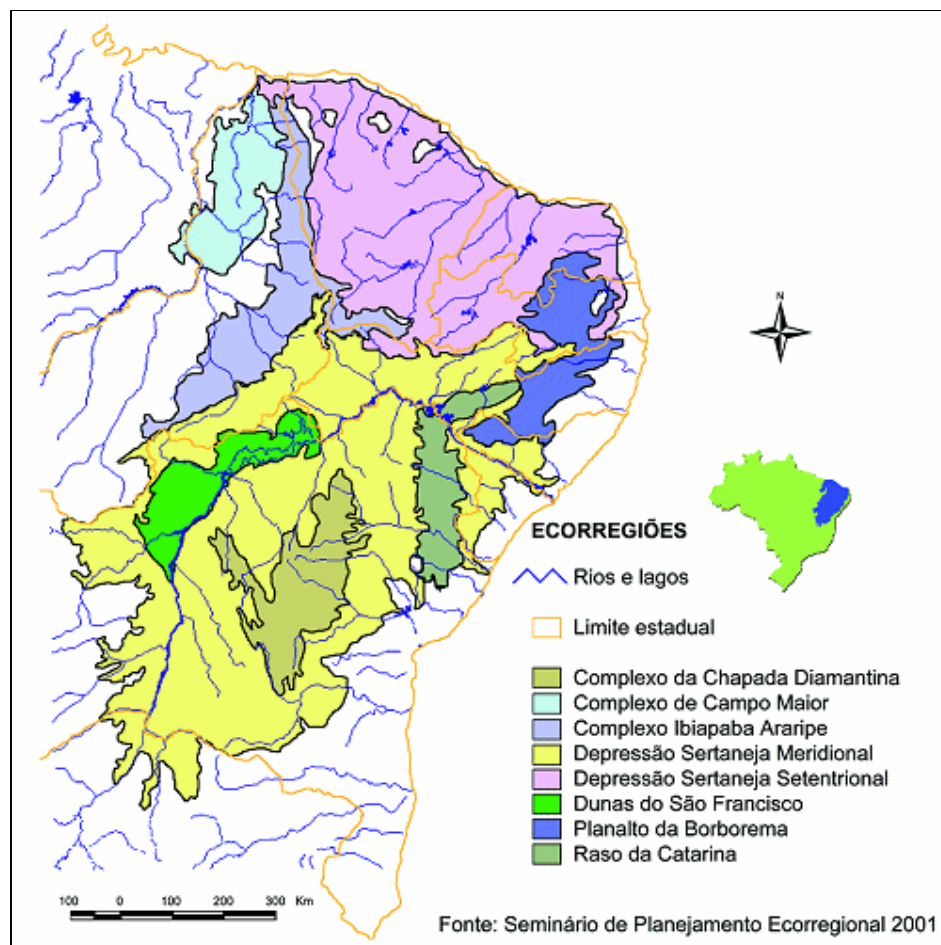 N
ECORREGIÕES
Rios e lagos
Limite estadual
Complexo da Chapada Diamantina
Complexo de Campo Maior
Complexo Ibiapaba Araripe
Depressão Sertaneja Meridional
Depressão Sertaneja Setentrional
Dunas do São Francisco
Planalto da Borborema
Raso da Catarina
100 0 100 200 300 Km
Fonte: Seminário de Planejamento Ecorregional 2001